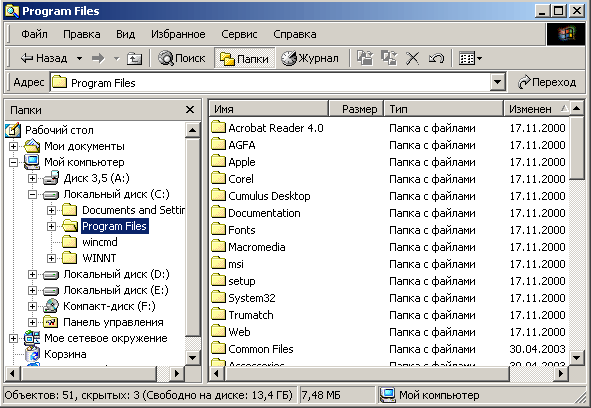 Program Files
Файл Правка Вид Избранное Сервис Справка
Назад Поиск Папки Журнал
Адрес Program Files Переход
Папки
Рабочий стол
Мои документы
Мой компьютер
Диск 3,5 (A:)
Локальный диск (C:)
Documents and Settin
Program Files
wincmd
WINNT
Локальный диск (D:)
Локальный диск (E:)
Компакт-диск (F:)
Панель управления
Мое сетевое окружение
Корзина
Имя Размер Тип Изменен
Acrobat Reader 4.0 Папка с файлами 17.11.2000
AGFA Папка с файлами 17.11.2000
Apple Папка с файлами 17.11.2000
Corel Папка с файлами 17.11.2000
Cumulus Desktop Папка с файлами 17.11.2000
Documentation Папка с файлами 17.11.2000
Fonts Папка с файлами 17.11.2000
Macromedia Папка с файлами 17.11.2000
msi Папка с файлами 17.11.2000
setup Папка с файлами 17.11.2000
System32 Папка с файлами 17.11.2000
Trumatch Папка с файлами 17.11.2000
Web Папка с файлами 17.11.2000
Common Files Папка с файлами 30.04.2003
Accessories Папка с файлами 30.04.2003
Объектов: 51, скрытых: 3 (Свободно на диске: 13,4 ГБ) 7,48 МБ Мой компьютер